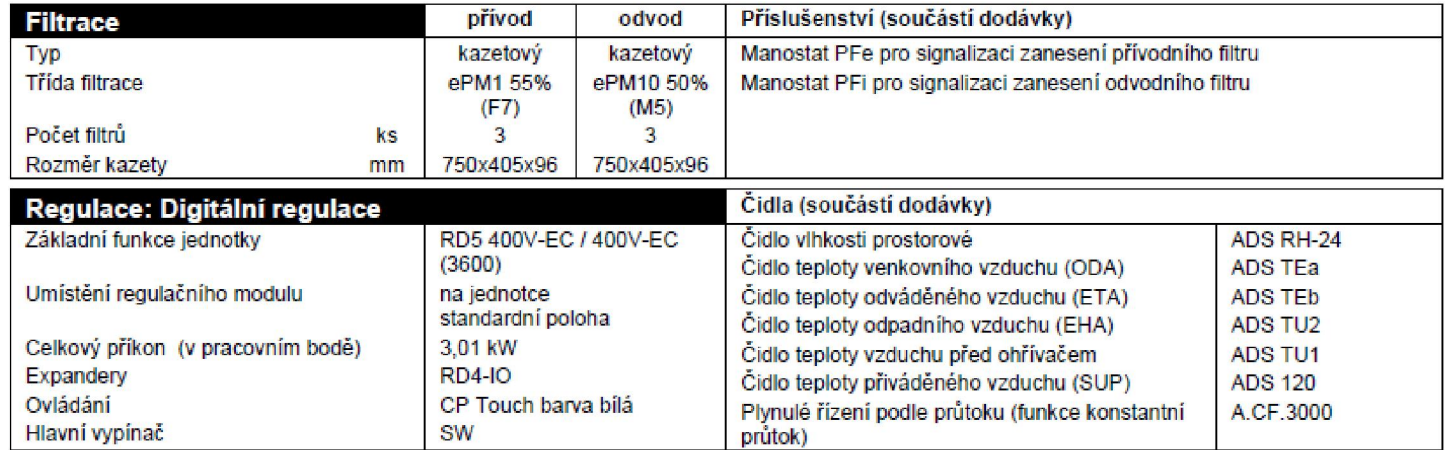 Filtrace přívod odvod Příslušenství (součástí dodávky)
Typ kazetový kazetový Manostat PFe pro signalizaci zanesení přívodního filtru
Třída filtrace ePM1 55% ePM10 50% Manostat PFi pro signalizaci zanesení odvodního filtru
(F7) (M5)
Počet filtrů ks 3 3
Rozměr kazety mm 750x405x96 750x405x96
Regulace: Digitální regulace Čidla (součástí dodávky)
Základní funkce jednotky RD5 400V-EC / 400V-EC Čidlo vlhkosti prostorové ADS RH-24
(3600) Čidlo teploty venkovního vzduchu (ODA) ADS TEa
Umístění regulačního modulu na jednotce Čidlo teploty odváděného vzduchu (ETA) ADS TEb
standardní poloha Čidlo teploty odpadního vzduchu (EHA) ADS TU2
Celkový příkon (v pracovním bodě) 3,01 kW Čidlo teploty vzduchu před ohřívačem ADS TU1
Expandery RD4-IO Čidlo teploty přiváděného vzduchu (SUP) ADS 120
Ovládání CP Touch barva bílá Plynulé řízení podle průtoku (funkce konstantní A.CF.3000
Hlavní vypínač SW průtok)